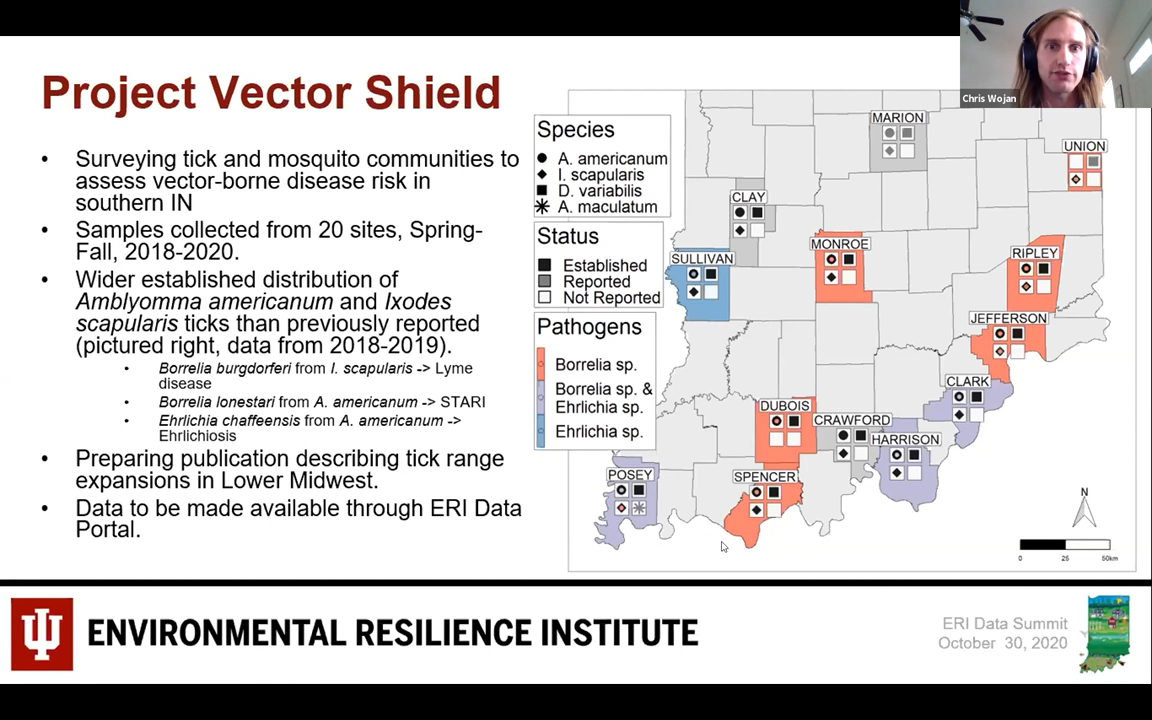 Project Vector Shield
• Surveying tick and mosquito communities to
assess vector-borne disease risk in
southern IN
• Samples collected from 20 sites, Spring-
Fall, 2018-2020.
• Wider established distribution of
Amblyomma americanum and Ixodes
scapularis ticks than previously reported
(pictured right, data from 2018-2019).
• Borrelia burgdorferi from I. scapularis -> Lyme
disease
• Borrelia lonestari from A. americanum -> STARI
• Ehrlichia chaffeensis from A. americanum ->
Ehrlichiosis
• Preparing publication describing tick range
expansions in Lower Midwest.
• Data to be made available through ERI Data
Portal.
Species
A. americanum
I. scapularis
D. variabilis
A. maculatum
Status
Established
Reported
Not Reported
Pathogens
Borrelia sp.
Borrelia sp. &
Ehrlichia sp.
Ehrlichia sp.
MARION
UNION
CLAY
MONROE
SULLIVAN
RIPLEY
JEFFERSON
CLARK
DUBOIS
CRAWFORD
HARRISON
POSEY
SPENCER
N
0 25 50km
Chris Wojan
ENVIRONMENTAL RESILIENCE INSTITUTE
ERI Data Summit
October 30, 2020